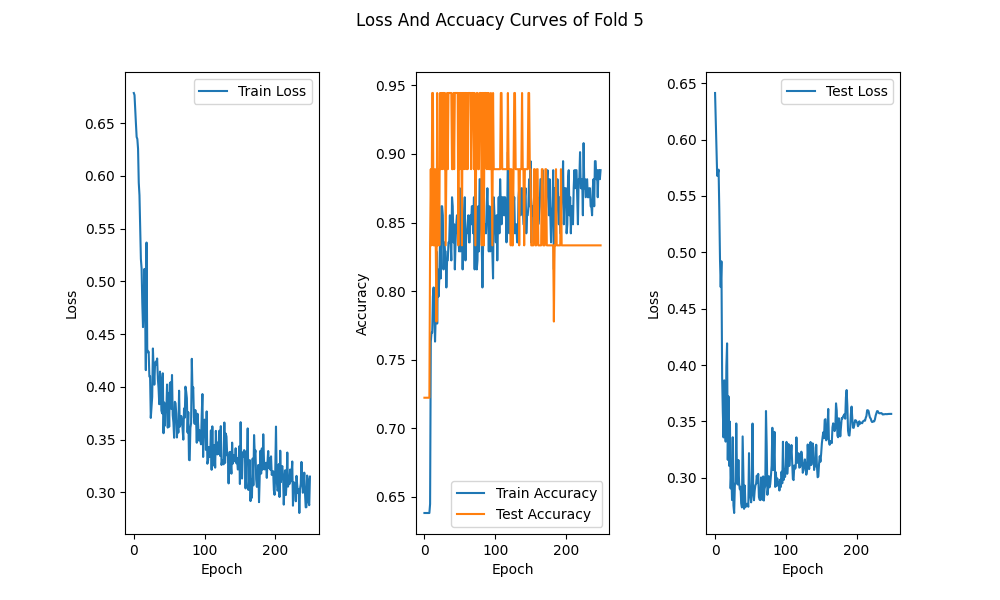 Loss And Accuacy Curves of Fold 5
Train Loss
0.65
0.60
0.55
0.50
0.45
0.40
0.35
0.30
Loss
0
100
200
Epoch
0.95
0.90
0.85
0.80
0.75
0.70
0.65
Accuracy
Train Accuracy
Test Accuracy
0
100
200
Epoch
Test Loss
0.65
0.60
0.55
0.50
0.45
0.40
0.35
0.30
Loss
0
100
200
Epoch